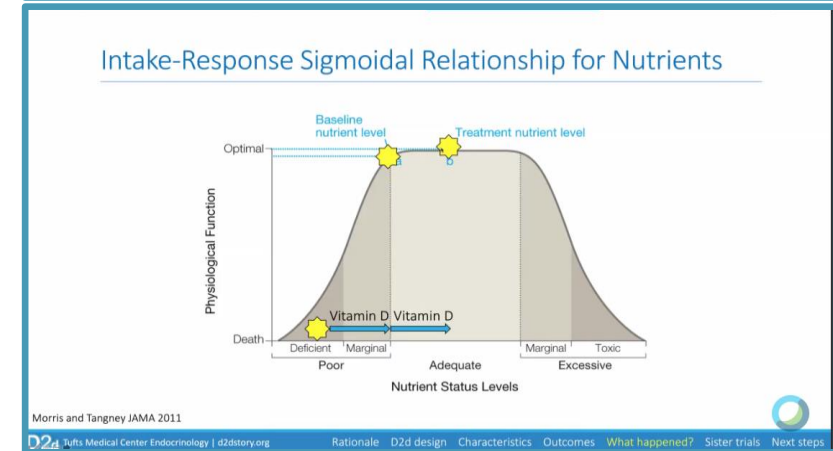 Intake-Response Sigmoidal Relationship for Nutrients
Baseline
nutrient level
Treatment nutrient level
Optimal
a
b
Physiological Function
Vitamin D Vitamin D
Death
Deficient Marginal
Marginal Toxic
Poor
Adequate
Excessive
Nutrient Status Levels
Morris and Tangney JAMA 2011
D2d Tufts Medical Center Endocrinology | d2dstory.org
Rationale D2d design Characteristics Outcomes What happened? Sister trials Next steps